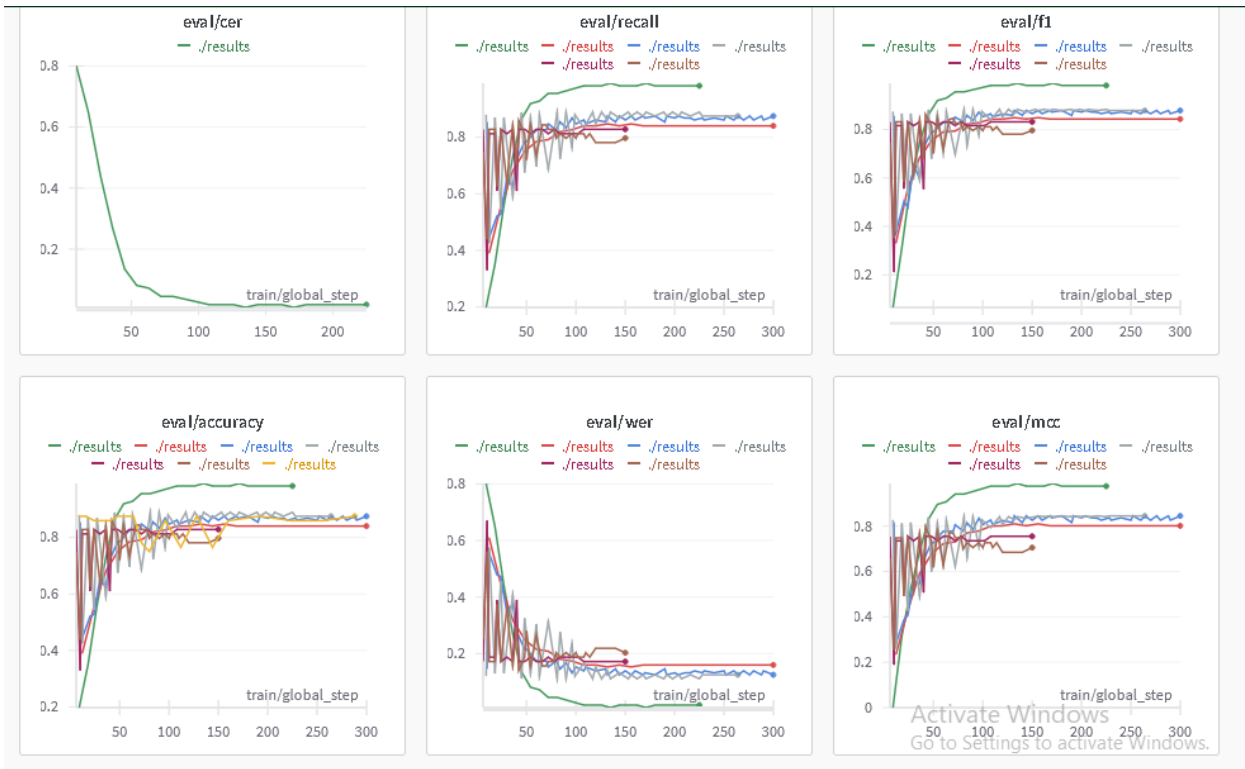 eval/cer
./results
0.8
0.6
0.4
0.2
train/global_step
50 100 150 200
eval/recall
./results ./results ./results ./results
./results ./results
0.8
0.6
0.4
0.2
train/global_step
50 100 150 200 250 300
eval/f1
./results ./results ./results ./results
./results ./results
0.8
0.6
0.4
0.2
train/global_step
50 100 150 200 250 300
eval/accuracy
./results ./results ./results ./results
./results ./results ./results
0.8
0.6
0.4
0.2
train/global_step
50 100 150 200 250 300
eval/wer
./results ./results ./results ./results
./results ./results
0.8
0.6
0.4
0.2
train/global_step
50 100 150 200 250 300
eval/mcc
./results ./results ./results ./results
./results ./results
0.8
0.6
0.4
0.2
0
train/global_step
50 100 150 200 250 300
Activate Windows
Go to Settings to activate Windows.